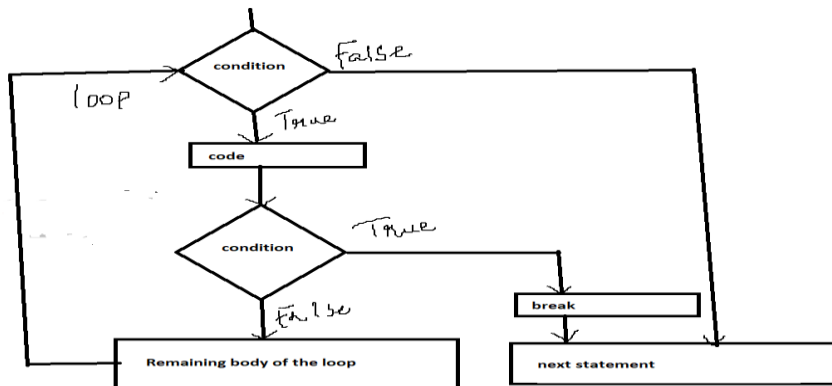 condition
False
loop
True
code
condition
True
False
break
Remaining body of the loop
next statement